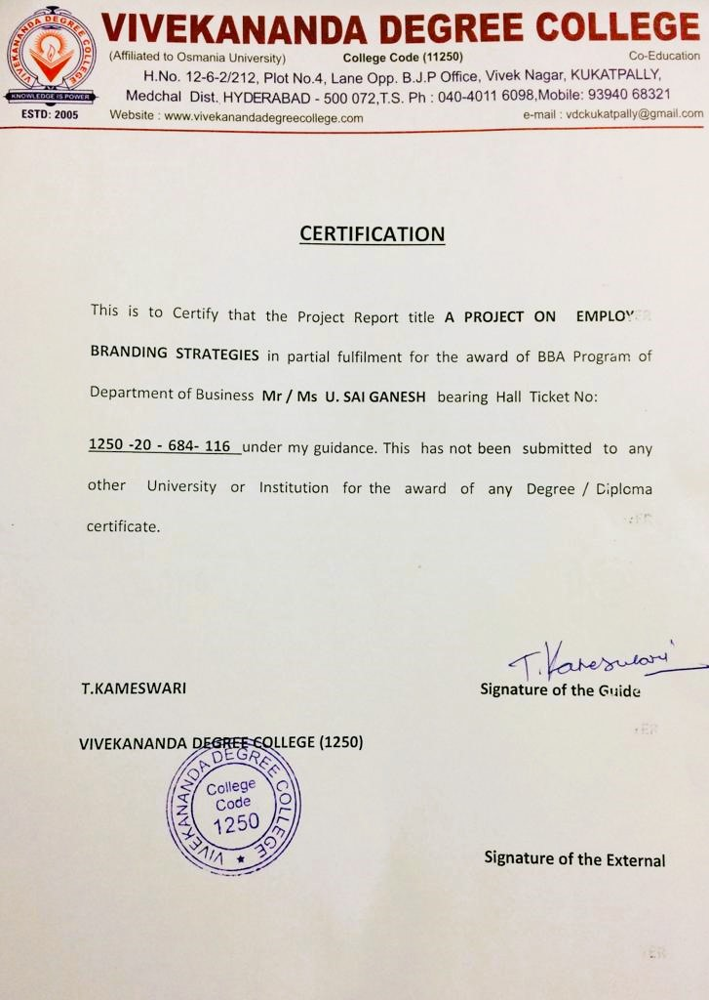 VIVEKANANDA DEGREE COLLEGE
(Affiliated to Osmania University) College Code (11250) Co-Education
H.No. 12-6-2/212, Plot No.4, Lane Opp. B.J.P Office, Vivek Nagar, KUKATPALLY,
Medchal Dist. HYDERABAD - 500 072,T.S. Ph : 040-4011 6098,Mobile: 93940 68321
Website : www.vivekanandadegreecollege.com e-mail : vdckukatpally@gmail.com
VIVEKANANDA DEGREE COLLEGE
KNOWLEDGE IS POWER
ESTD: 2005
CERTIFICATION
This is to Certify that the Project Report title A PROJECT ON EMPLOYER
BRANDING STRATEGIES in partial fulfilment for the award of BBA Program of
Department of Business Mr / Ms U. SAI GANESH bearing Hall Ticket No:
1250 -20 - 684- 116 under my guidance. This has not been submitted to any
other University or Institution for the award of any Degree / Diploma
certificate.
T.Kameswari
T.KAMESWARI Signature of the Guide
VIVEKANANDA DEGREE COLLEGE (1250)
VIVEKANANDA DEGREE COLLEGE
College
Code
1250
Signature of the External